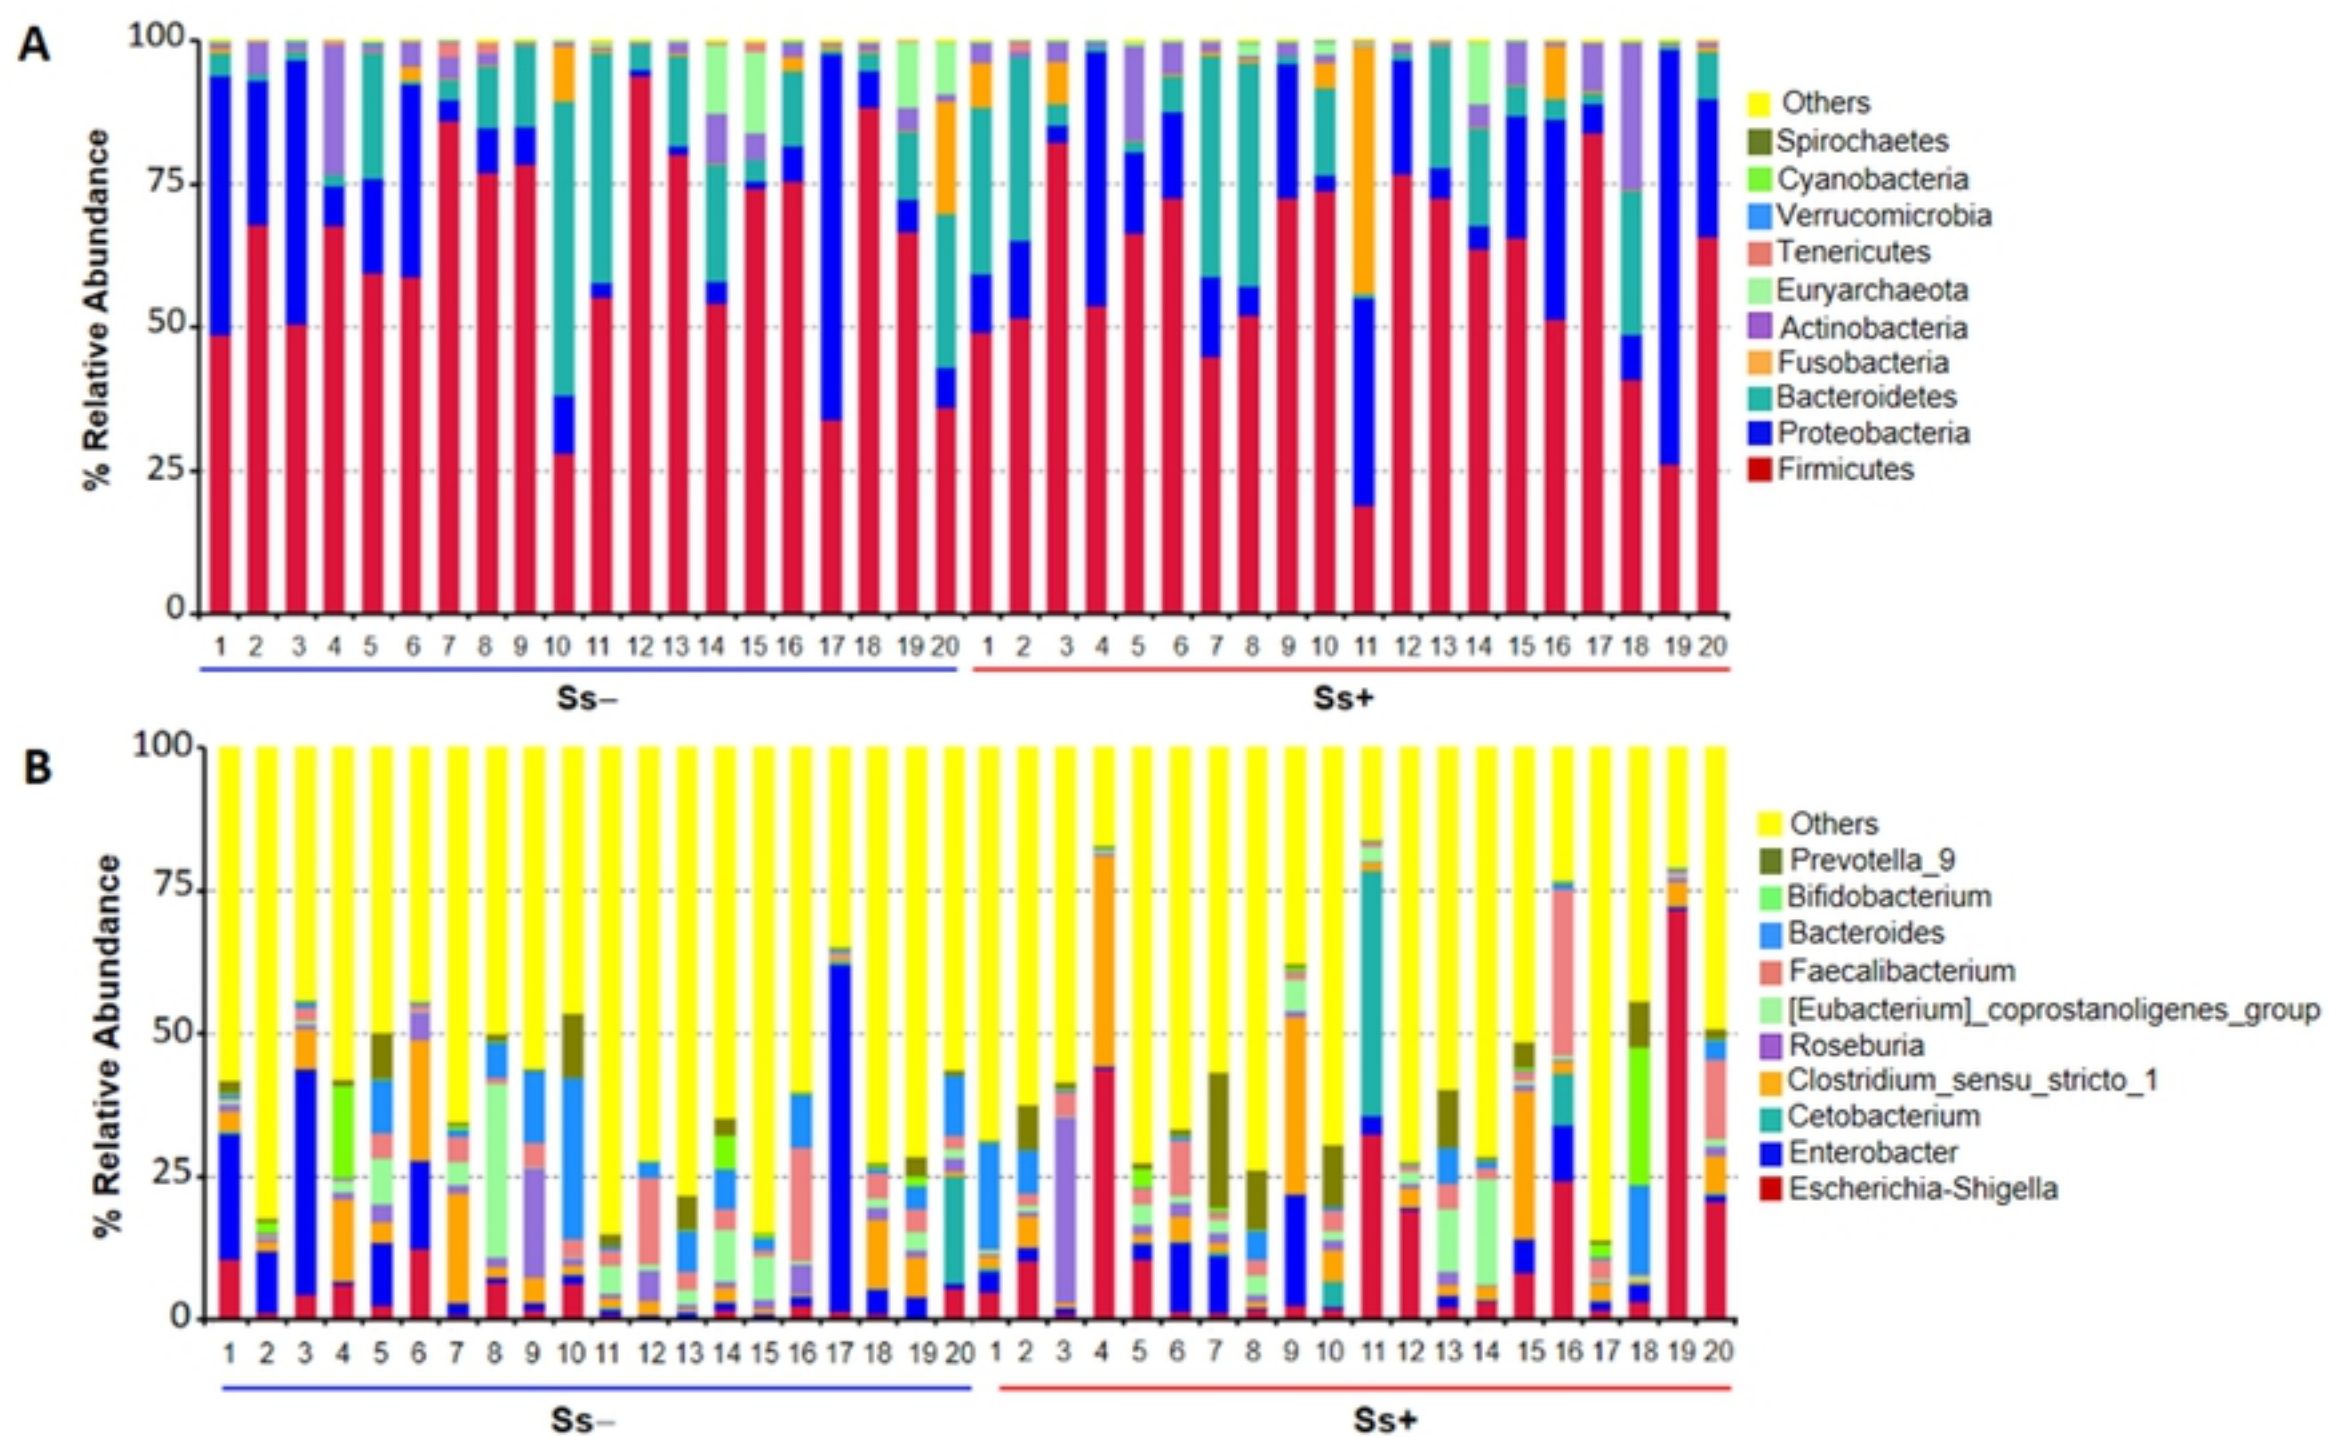 A
% Relative Abundance
100
75
50
25
0
1 2 3 4 5 6 7 8 9 10 11 12 13 14 15 16 17 18 19 20 1 2 3 4 5 6 7 8 9 10 11 12 13 14 15 16 17 18 19 20
Ss– Ss+
Others
Spirochaetes
Cyanobacteria
Verrucomicrobia
Tenericutes
Euryarchaeota
Actinobacteria
Fusobacteria
Bacteroidetes
Proteobacteria
Firmicutes
B
% Relative Abundance
100
75
50
25
0
1 2 3 4 5 6 7 8 9 10 11 12 13 14 15 16 17 18 19 20 1 2 3 4 5 6 7 8 9 10 11 12 13 14 15 16 17 18 19 20
Ss– Ss+
Others
Prevotella_9
Bifidobacterium
Bacteroides
Faecalibacterium
[Eubacterium]_coprostanoligenes_group
Roseburia
Clostridium_sensu_stricto_1
Cetobacterium
Enterobacter
Escherichia-Shigella